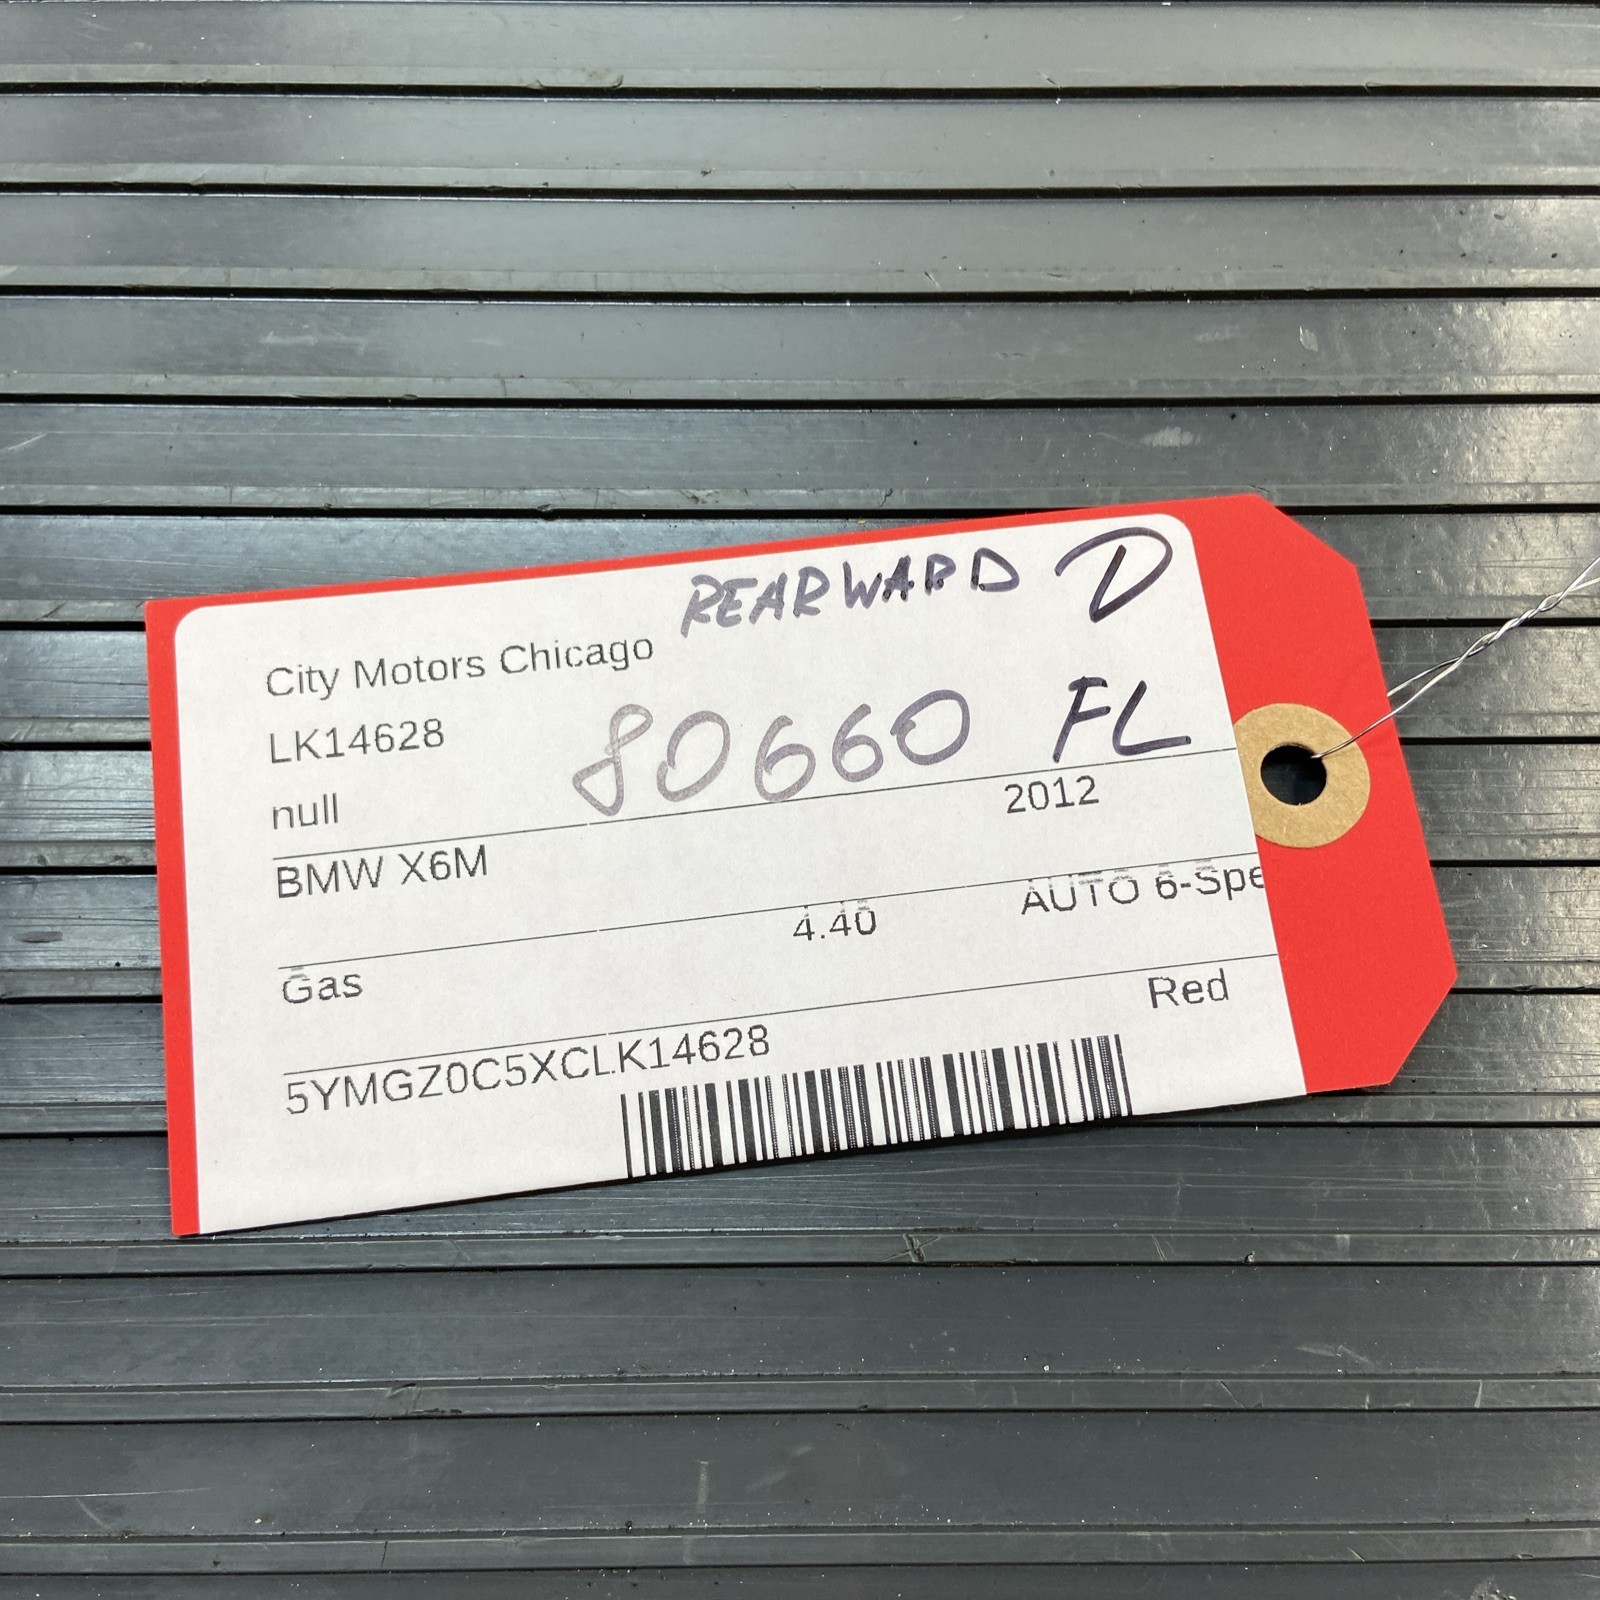 REARWARD D
City Motors Chicago
LK14628
80660 FL
null
2012
BMW X6M
4.40
AUTO 6-Spe
Gas
Red
5YMGZ0C5XCLK14628